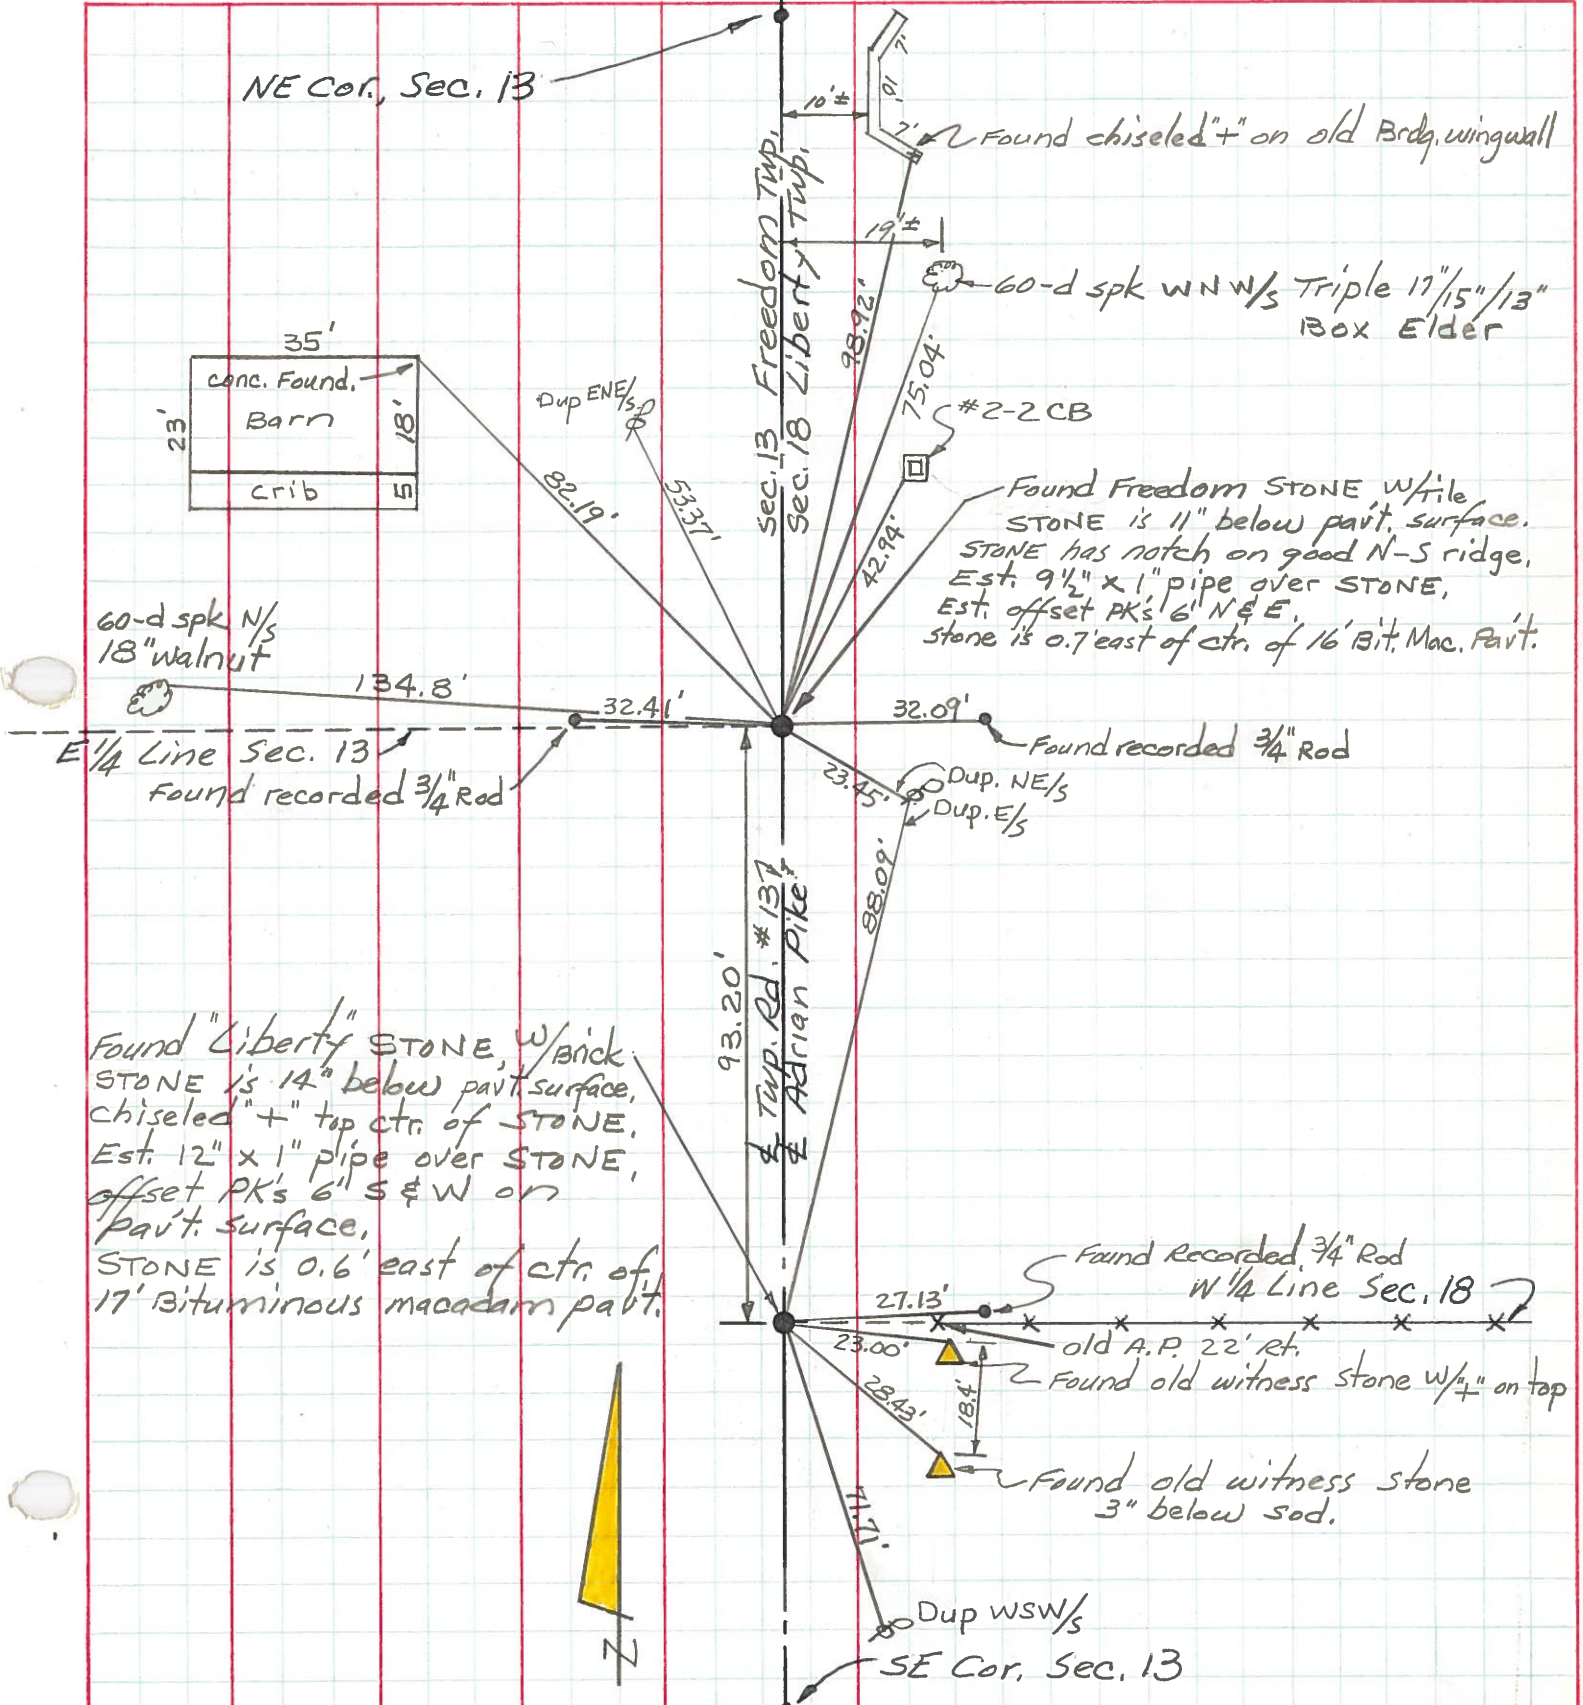 NE Cor., Sec. 13
7'
10'
7'
10'±
Found chiseled "+" on old Brdg. wingwall
19'±
Sec. 13 Freedom Twp.
Sec. 18 Liberty Twp.
98.92'
60-d spk WNW/s Triple 17"/15"/13"
Box Elder
75.04'
35'
conc. Found.
Barn
23'
18'
Crib
5
Dup ENE/s
#2-2 CB
82.19'
53.37'
42.94'
Found Freedom STONE, W/tile
STONE is 11" below pav't. surface.
STONE has notch on good N-S ridge.
Est. 9½" x 1" pipe over STONE.
Est. offset PK's 6' N & E.
Stone is 0.7' east of ctr. of 16' Bit. Mac. Pav't.
60-d spk N/s
18" Walnut
134.8'
32.41'
32.09'
E 1/4 Line Sec. 13
Found recorded 3/4" Rod
Found recorded 3/4" Rod
23.45'
Dup. NE/s
Dup. E/s
88.09'
93.20'
℄ Twp. Rd. #137
℄ "Adrian Pike"
Found "Liberty" STONE, W/Brick
STONE is 14" below pav't. surface,
chiseled "+" top ctr. of STONE.
Est. 12" x 1" pipe over STONE,
offset PK's 6' S & W on
pav't. surface.
STONE is 0.6' east of ctr. of
17' Bituminous macadam pav't.
Found Recorded 3/4" Rod
W 1/4 Line Sec. 18
27.13'
23.00'
old A.P. 22' Rt.
Found old witness stone W/"+" on top
28.43'
18.4'
Found old witness stone
3" below sod.
71.71'
Dup WSW/s
N
SE Cor. Sec. 13